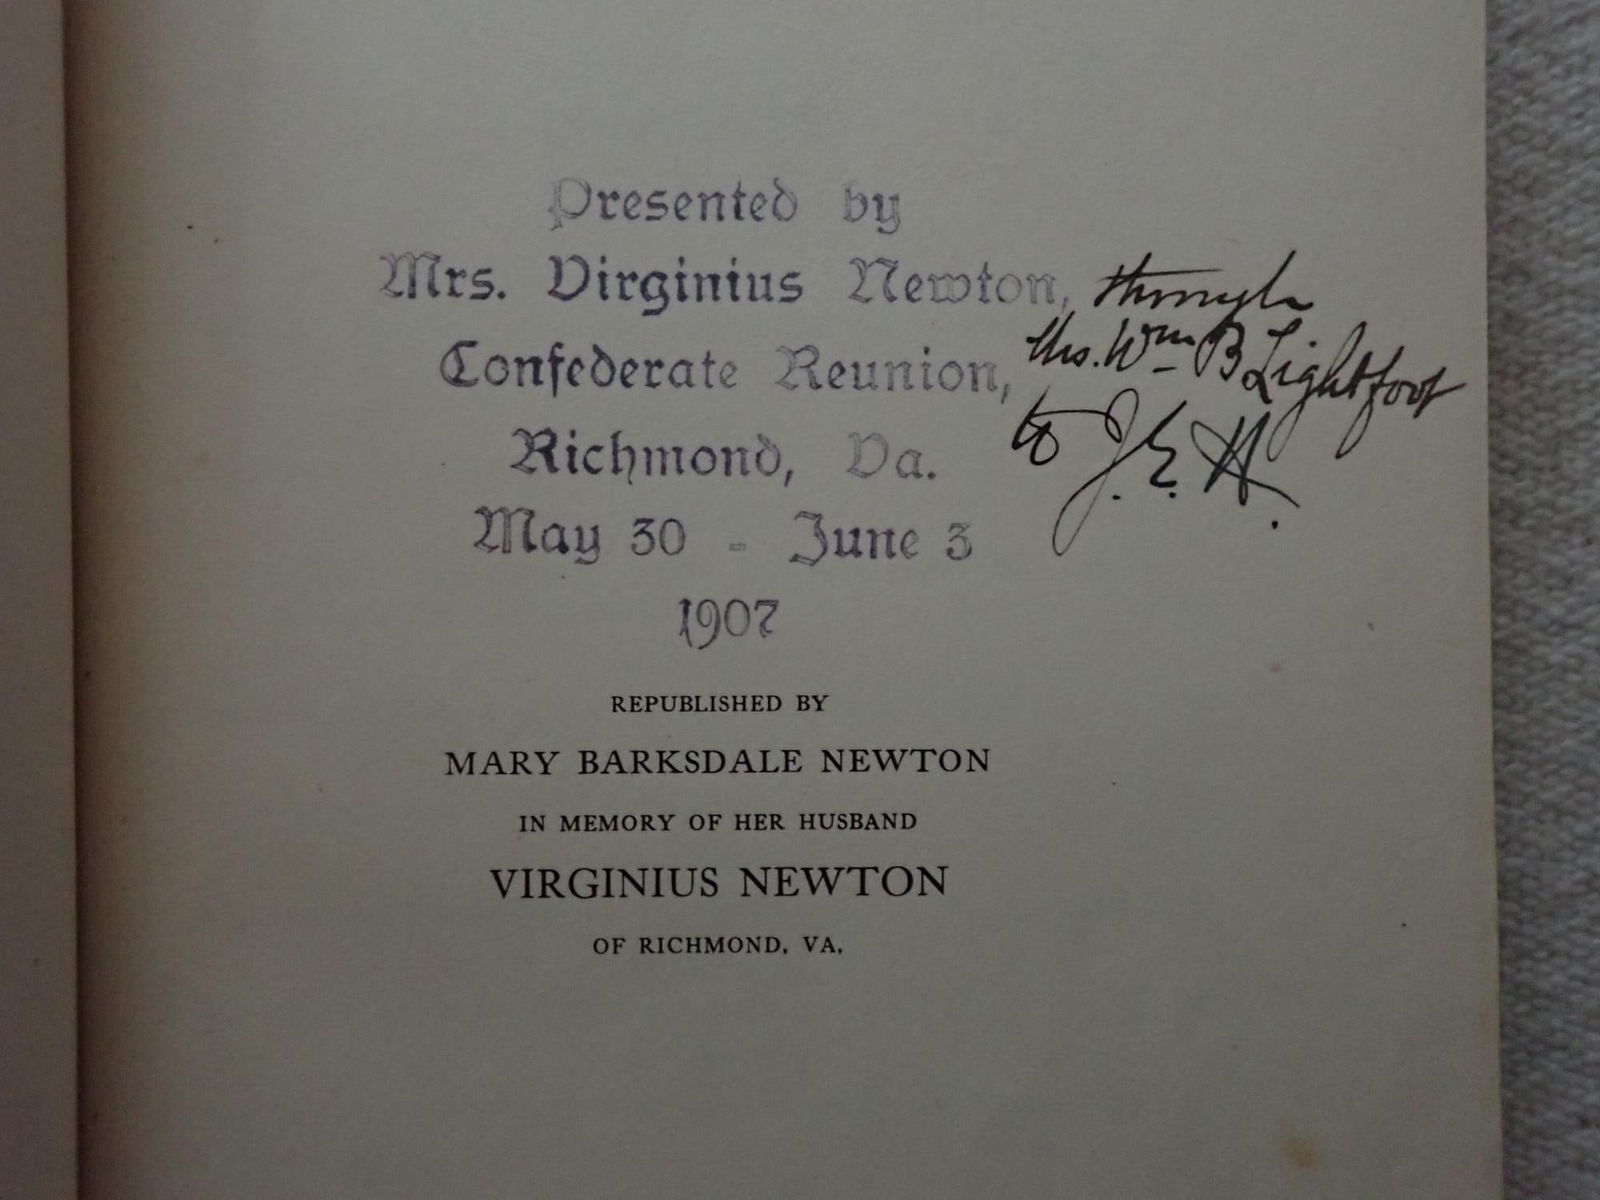 Presented by
Mrs. Virginius Newton, through
Confederate Reunion, Mrs. Wm B Lightfoot
Richmond, Va. to J. E. H.
May 30 - June 3
1907
REPUBLISHED BY
MARY BARKSDALE NEWTON
IN MEMORY OF HER HUSBAND
VIRGINIUS NEWTON
OF RICHMOND, VA.